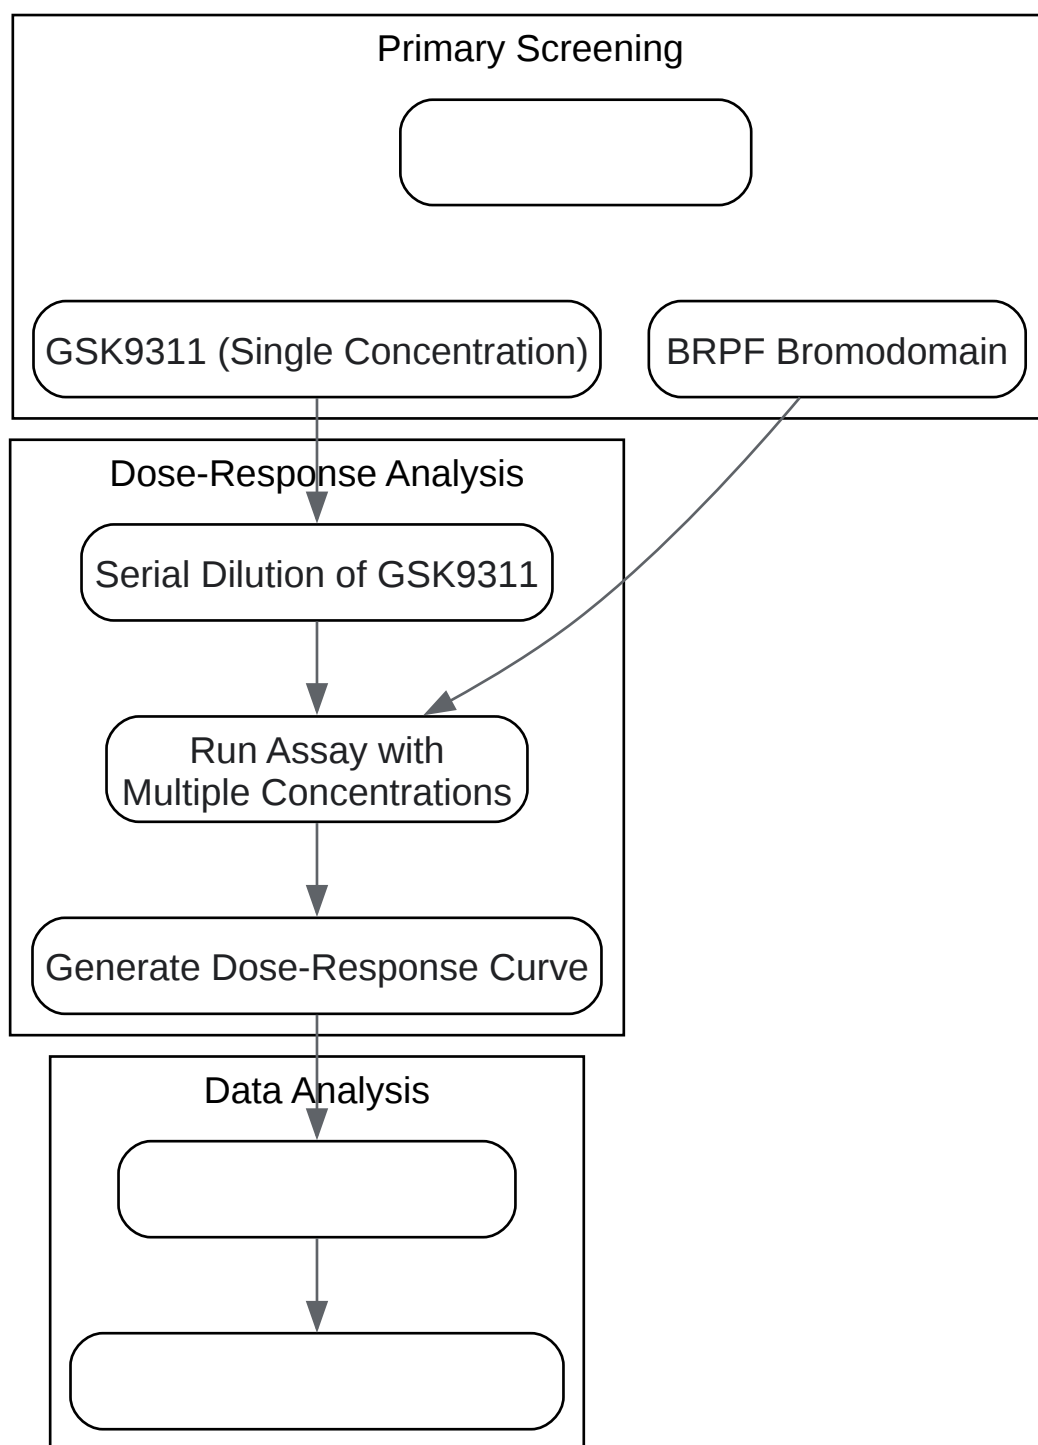 Primary Screening
GSK9311 (Single Concentration)
BRPF Bromodomain
Dose-Response Analysis
Serial Dilution of GSK9311
Run Assay with
Multiple Concentrations
Generate Dose-Response Curve
Data Analysis